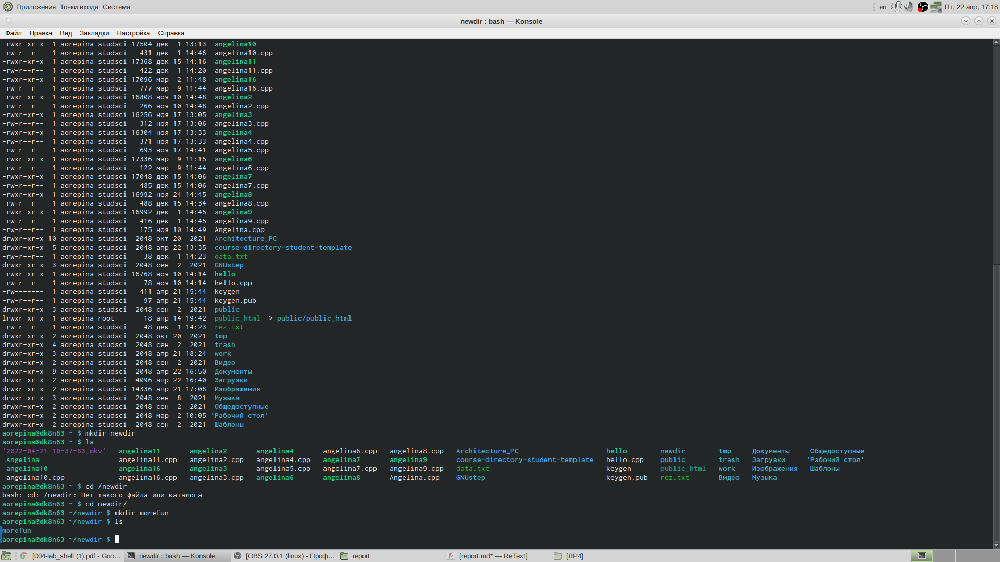 Приложения Точки входа Система en Пт, 22 апр, 17:18
newdir : bash — Konsole
Файл Правка Вид Закладки Настройка Справка
-rwxr-xr-x  1 aorepina studsci 17504 дек  1 13:13  angelina10
-rw-r--r--  1 aorepina studsci   431 дек  1 14:46  angelina10.cpp
-rwxr-xr-x  1 aorepina studsci 17368 дек 15 14:16  angelina11
-rw-r--r--  1 aorepina studsci   422 дек  1 14:20  angelina11.cpp
-rwxr-xr-x  1 aorepina studsci 17096 мар  2 11:48  angelina16
-rw-r--r--  1 aorepina studsci   777 мар  9 11:44  angelina16.cpp
-rwxr-xr-x  1 aorepina studsci 16808 ноя 10 14:48  angelina2
-rw-r--r--  1 aorepina studsci   266 ноя 10 14:48  angelina2.cpp
-rwxr-xr-x  1 aorepina studsci 16256 ноя 17 13:05  angelina3
-rw-r--r--  1 aorepina studsci   312 ноя 17 13:06  angelina3.cpp
-rwxr-xr-x  1 aorepina studsci 16304 ноя 17 13:33  angelina4
-rw-r--r--  1 aorepina studsci   371 ноя 17 13:33  angelina4.cpp
-rw-r--r--  1 aorepina studsci   693 ноя 17 14:41  angelina5.cpp
-rwxr-xr-x  1 aorepina studsci 17336 мар  9 11:15  angelina6
-rw-r--r--  1 aorepina studsci   122 мар  9 11:44  angelina6.cpp
-rwxr-xr-x  1 aorepina studsci 17048 дек 15 14:06  angelina7
-rw-r--r--  1 aorepina studsci   485 дек 15 14:06  angelina7.cpp
-rwxr-xr-x  1 aorepina studsci 16992 ноя 24 14:45  angelina8
-rw-r--r--  1 aorepina studsci   488 дек 15 14:34  angelina8.cpp
-rwxr-xr-x  1 aorepina studsci 16992 дек  1 14:45  angelina9
-rw-r--r--  1 aorepina studsci   416 дек  1 14:45  angelina9.cpp
-rw-r--r--  1 aorepina studsci   175 ноя 10 14:49  Angelina.cpp
drwxr-xr-x 10 aorepina studsci  2048 окт 20  2021  Architecture_PC
drwxr-xr-x  5 aorepina studsci  2048 апр 22 13:35  course-directory-student-template
-rw-r--r--  1 aorepina studsci    38 дек  1 14:23  data.txt
drwxr-xr-x  3 aorepina studsci  2048 сен  2  2021  GNUstep
-rwxr-xr-x  1 aorepina studsci 16768 ноя 10 14:14  hello
-rw-r--r--  1 aorepina studsci    78 ноя 10 14:14  hello.cpp
-rw-------  1 aorepina studsci   411 апр 21 15:44  keygen
-rw-r--r--  1 aorepina studsci    97 апр 21 15:44  keygen.pub
drwxr-xr-x  3 aorepina studsci  2048 сен  2  2021  public
lrwxr-xr-x  1 aorepina root       18 апр 14 19:42  public_html -> public/public_html
-rw-r--r--  1 aorepina studsci    48 дек  1 14:23  rez.txt
drwxr-xr-x  2 aorepina studsci  2048 окт 20  2021  tmp
drwxr-xr-x  4 aorepina studsci  2048 сен  2  2021  trash
drwxr-xr-x  3 aorepina studsci  2048 апр 21 18:24  work
drwxr-xr-x  2 aorepina studsci  2048 сен  2  2021  Видео
drwxr-xr-x  9 aorepina studsci  2048 апр 22 16:50  Документы
drwxr-xr-x  2 aorepina studsci  4096 апр 22 16:40  Загрузки
drwxr-xr-x  2 aorepina studsci 14336 апр 21 17:08  Изображения
drwxr-xr-x  3 aorepina studsci  2048 сен  8  2021  Музыка
drwxr-xr-x  2 aorepina studsci  2048 сен  2  2021  Общедоступные
drwxr-xr-x  2 aorepina studsci  2048 мар  2 10:05 'Рабочий стол'
drwxr-xr-x  2 aorepina studsci  2048 сен  2  2021  Шаблоны
aorepina@dk8n63 ~ $ mkdir newdir
aorepina@dk8n63 ~ $ ls
'2022-04-21 10-37-53.mkv' angelina11 angelina2 angelina4 angelina6.cpp angelina8.cpp Architecture_PC hello newdir tmp Документы Общедоступные
Angelina angelina11.cpp angelina2.cpp angelina4.cpp angelina7 angelina9 course-directory-student-template hello.cpp public trash Загрузки 'Рабочий стол'
angelina10 angelina16 angelina3 angelina5.cpp angelina7.cpp angelina9.cpp data.txt keygen public_html work Изображения Шаблоны
angelina10.cpp angelina16.cpp angelina3.cpp angelina6 angelina8 Angelina.cpp GNUstep keygen.pub rez.txt Видео Музыка
aorepina@dk8n63 ~ $ cd /newdir
bash: cd: /newdir: Нет такого файла или каталога
aorepina@dk8n63 ~ $ cd newdir/
aorepina@dk8n63 ~/newdir $ mkdir morefun
aorepina@dk8n63 ~/newdir $ ls
morefun
aorepina@dk8n63 ~/newdir $
[004-lab_shell (1).pdf - Goo... newdir : bash — Konsole [OBS 27.0.1 (linux) - Проф... report [report.md* — ReText] [ЛР4]